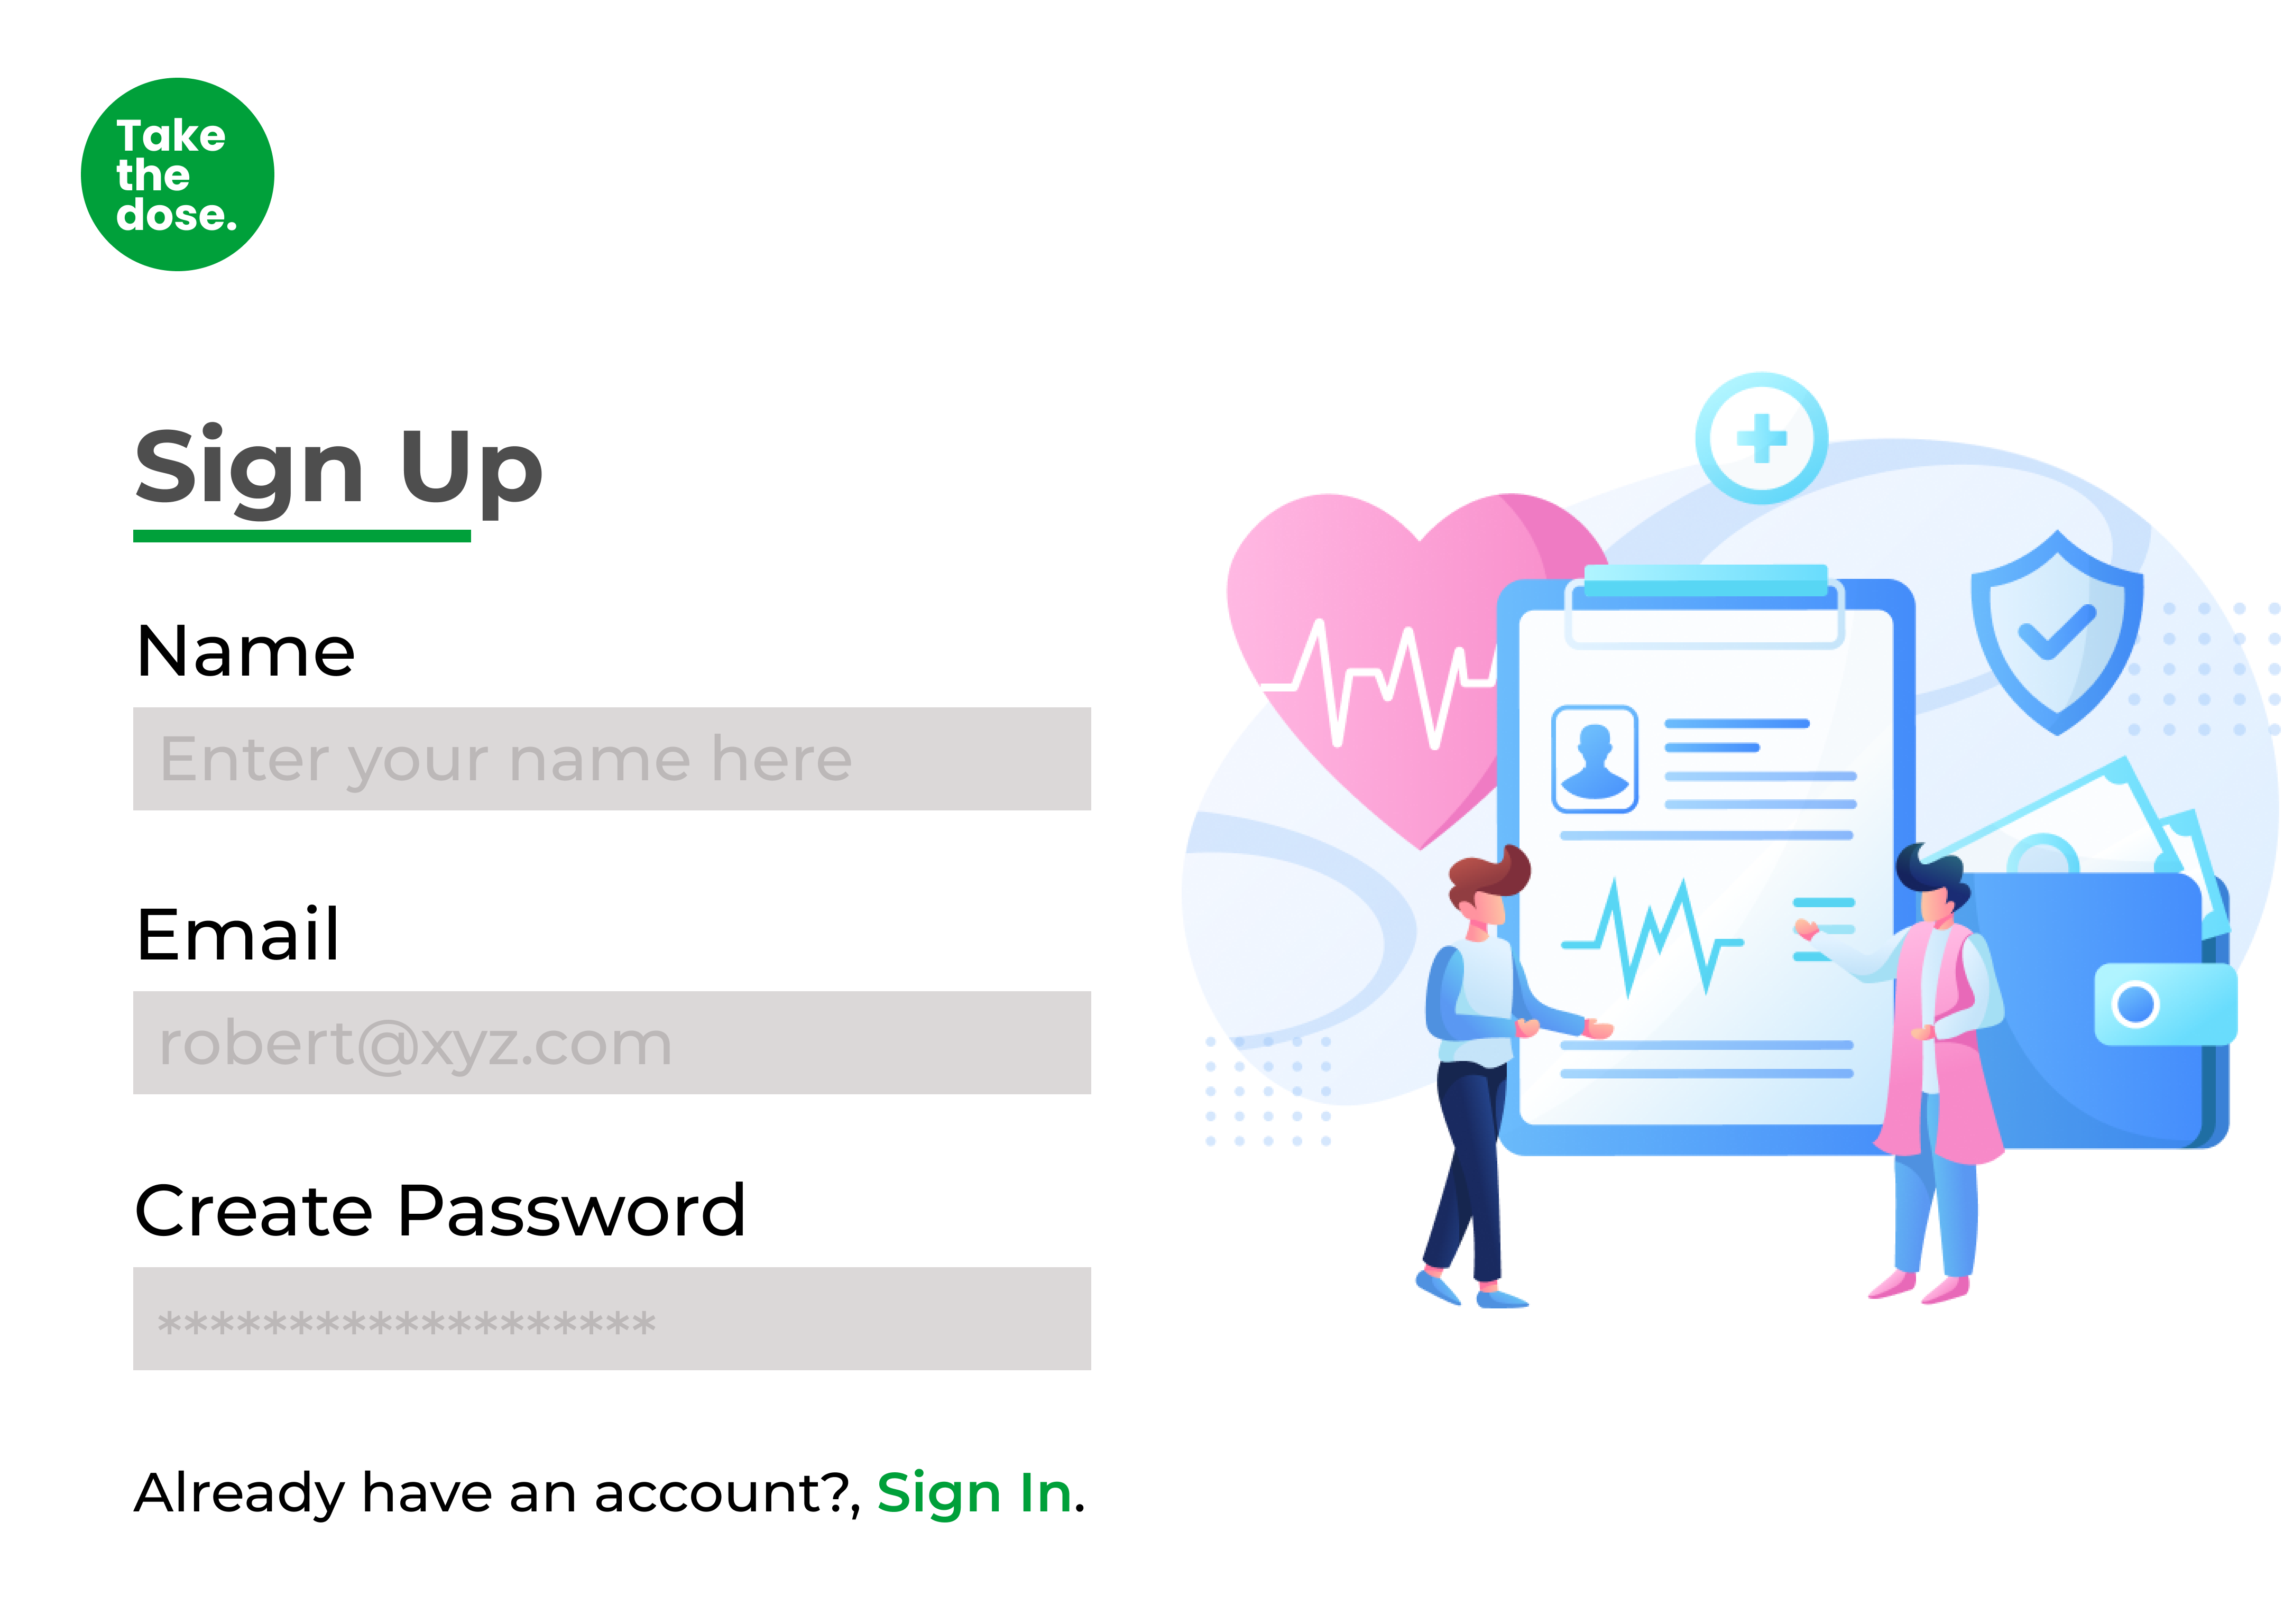 Take
the
dose.
Sign Up
Name
Enter your name here
Email
robert@xyz.com
Create Password
*******************
Already have an account?, Sign In.